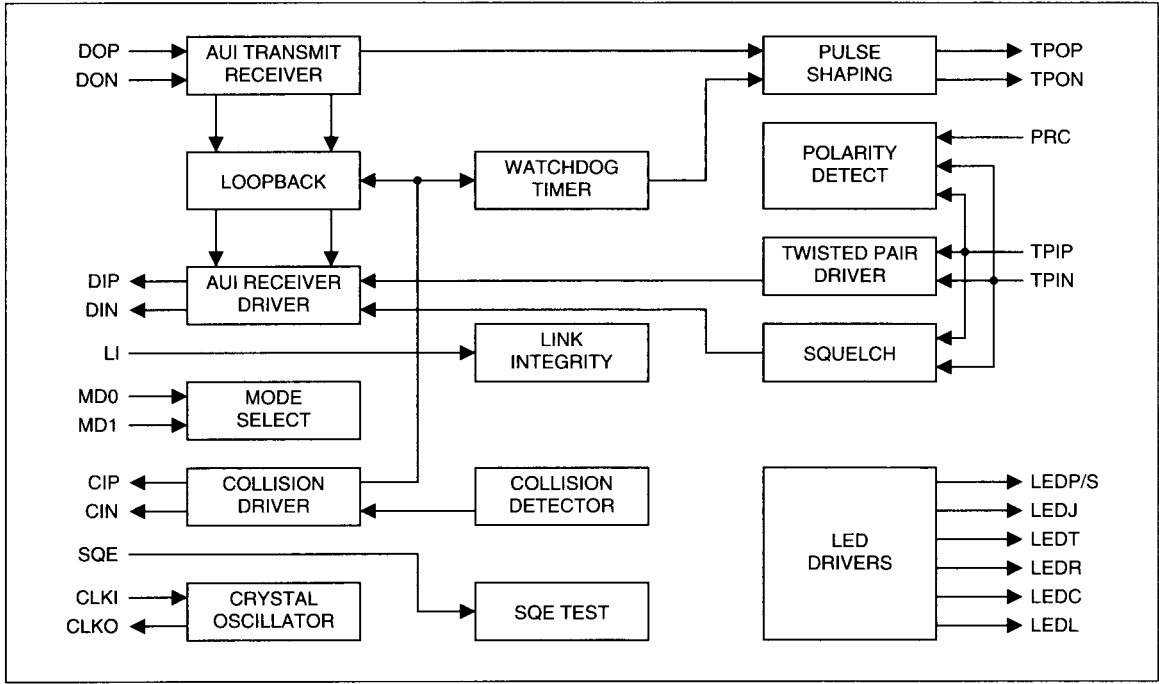 DOP
DON
AUI TRANSMIT
RECEIVER
PULSE
SHAPING
TPOP
TPON
LOOPBACK
WATCHDOG
TIMER
POLARITY
DETECT
PRC
DIP
DIN
AUI RECEIVER
DRIVER
TWISTED PAIR
DRIVER
TPIP
TPIN
LI
LINK
INTEGRITY
SQUELCH
MD0
MD1
MODE
SELECT
CIP
CIN
COLLISION
DRIVER
COLLISION
DETECTOR
LED
DRIVERS
LEDP/S
LEDJ
LEDT
LEDR
LEDC
LEDL
SQE
SQE TEST
CLKI
CLKO
CRYSTAL
OSCILLATOR